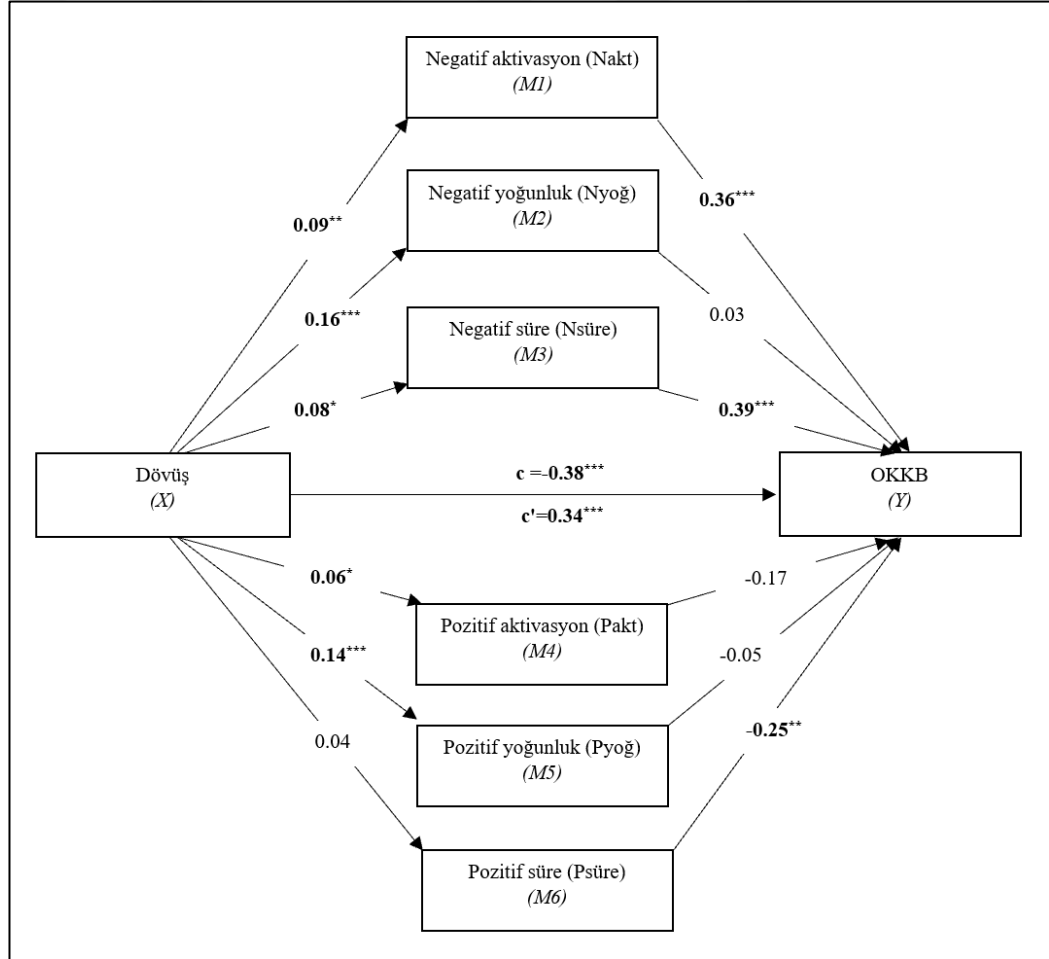 Negatif aktivasyon (Nakt)
(M1)
Negatif yoğunluk (Nyoğ)
(M2)
0.36***
0.09**
Negatif süre (Nsüre)
(M3)
0.16***
0.03
0.08*
0.39***
Dövüş
(X)
c =-0.38***
c'=0.34***
OKKB
(Y)
0.06*
-0.17
Pozitif aktivasyon (Pakt)
(M4)
0.14***
-0.05
Pozitif yoğunluk (Pyoğ)
(M5)
0.04
-0.25**
Pozitif süre (Psüre)
(M6)